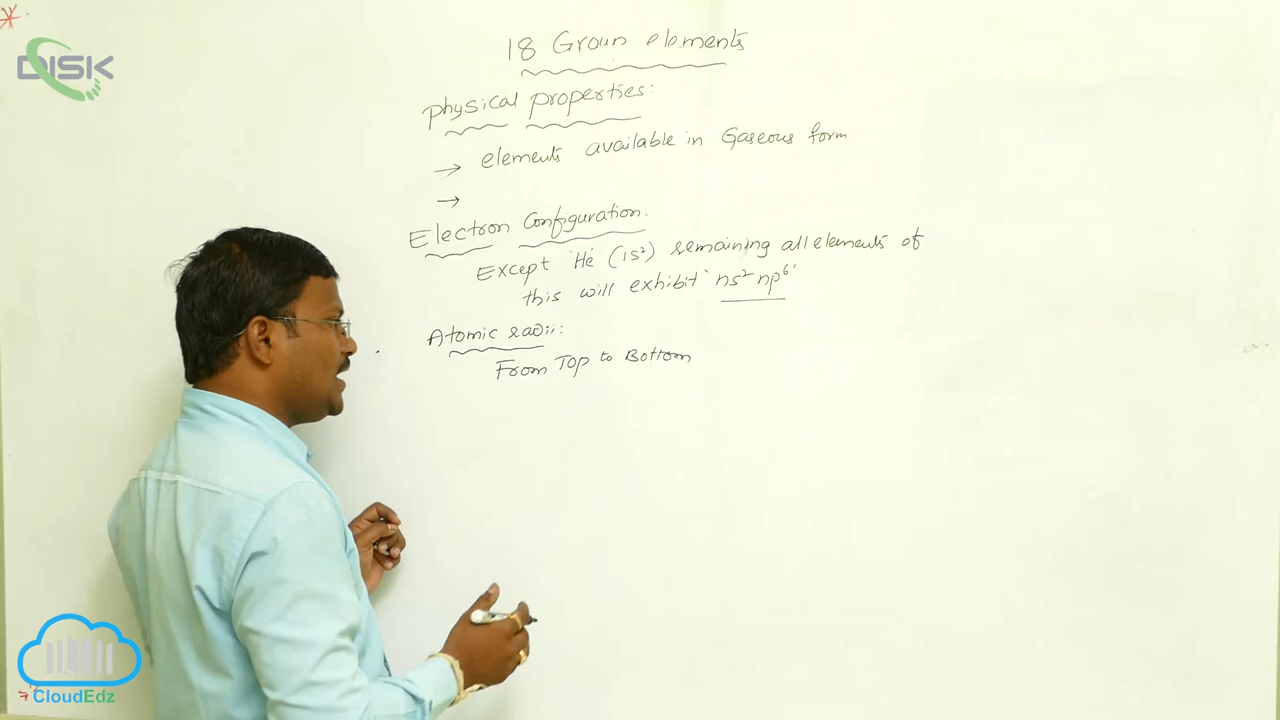 18 Group elements
DISK
physical properties:
→ elements available in Gaseous form.
→
Electron Configuration:
Except 'He' (1s²) remaining all elements of
this will exhibit 'ns² np⁶'
Atomic radii:
From Top to Bottom
CloudEdz